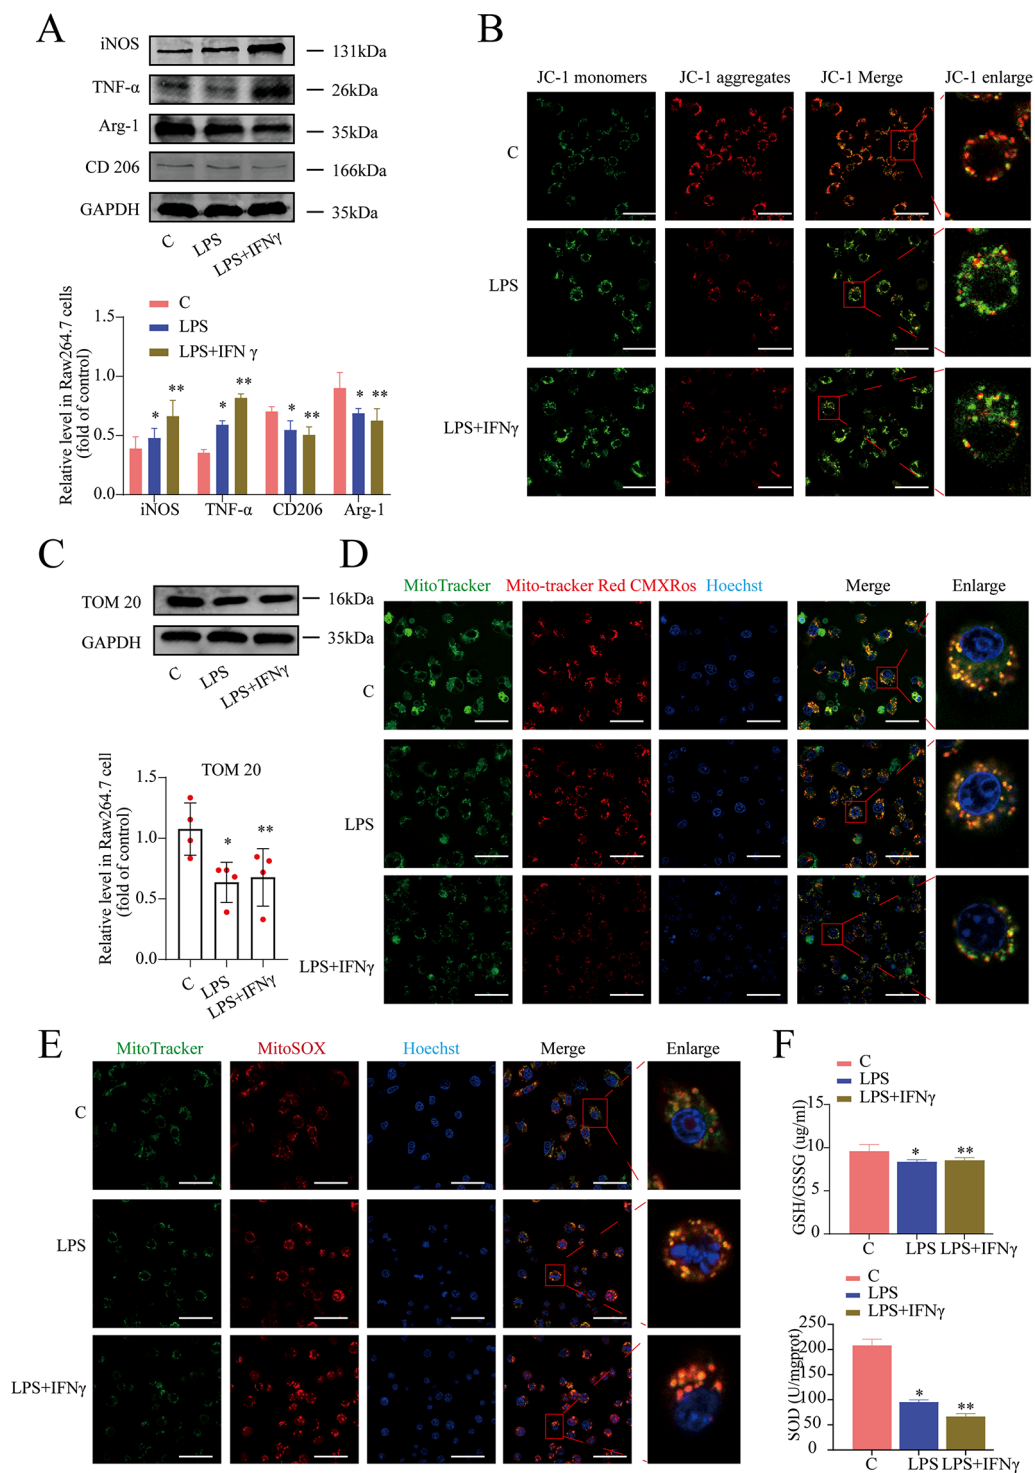 A
iNOS
131kDa
TNF-α
26kDa
Arg-1
35kDa
CD 206
166kDa
GAPDH
35kDa
C
LPS
LPS+IFNγ
C
LPS
LPS+IFN γ
Relative level in Raw264.7 cells
(fold of control)
1.5
1.0
0.5
0.0
*
**
*
**
*
**
*
**
iNOS
TNF-α
CD206
Arg-1
B
JC-1 monomers
JC-1 aggregates
JC-1 Merge
JC-1 enlarge
C
LPS
LPS+IFNγ
C
TOM 20
16kDa
GAPDH
35kDa
C
LPS
LPS+IFNγ
TOM 20
Relative level in Raw264.7 cell
(fold of control)
1.5
1.0
0.5
0.0
*
**
C
LPS
LPS+IFNγ
D
MitoTracker
Mito-tracker Red CMXRos
Hoechst
Merge
Enlarge
C
LPS
LPS+IFNγ
E
MitoTracker
MitoSOX
Hoechst
Merge
Enlarge
C
LPS
LPS+IFNγ
F
C
LPS
LPS+IFNγ
GSH/GSSG (ug/ml)
15
10
5
0
*
**
C
LPS
LPS+IFNγ
C
LPS
LPS+IFNγ
SOD (U/mgprot)
250
200
150
100
50
0
*
**
C
LPS
LPS+IFNγ